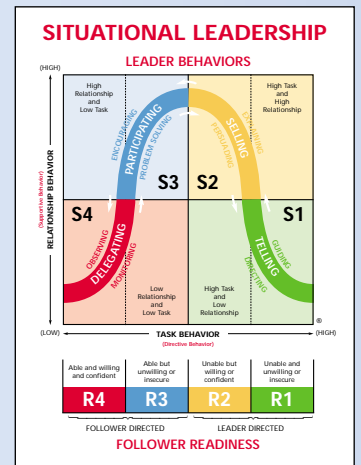 SITUATIONAL LEADERSHIP
LEADER BEHAVIORS
(HIGH)
High
Relationship
and
Low Task
High Task
and
High
Relationship
ENCOURAGING
PARTICIPATING
PROBLEM SOLVING
EXPLAINING
SELLING
PERSUADING
S3
S2
RELATIONSHIP BEHAVIOR
(Supportive Behavior)
S4
S1
OBSERVING
DELEGATING
MONITORING
GUIDING
TELLING
DIRECTING
Low
Relationship
and
Low Task
High Task
and Low
Relationship
®
(LOW)
TASK BEHAVIOR
(HIGH)
(Directive Behavior)
Able and willing
and confident
Able but
unwilling or
insecure
Unable but
willing or
confident
Unable and
unwilling or
insecure
R4
R3
R2
R1
FOLLOWER DIRECTED
LEADER DIRECTED
FOLLOWER READINESS